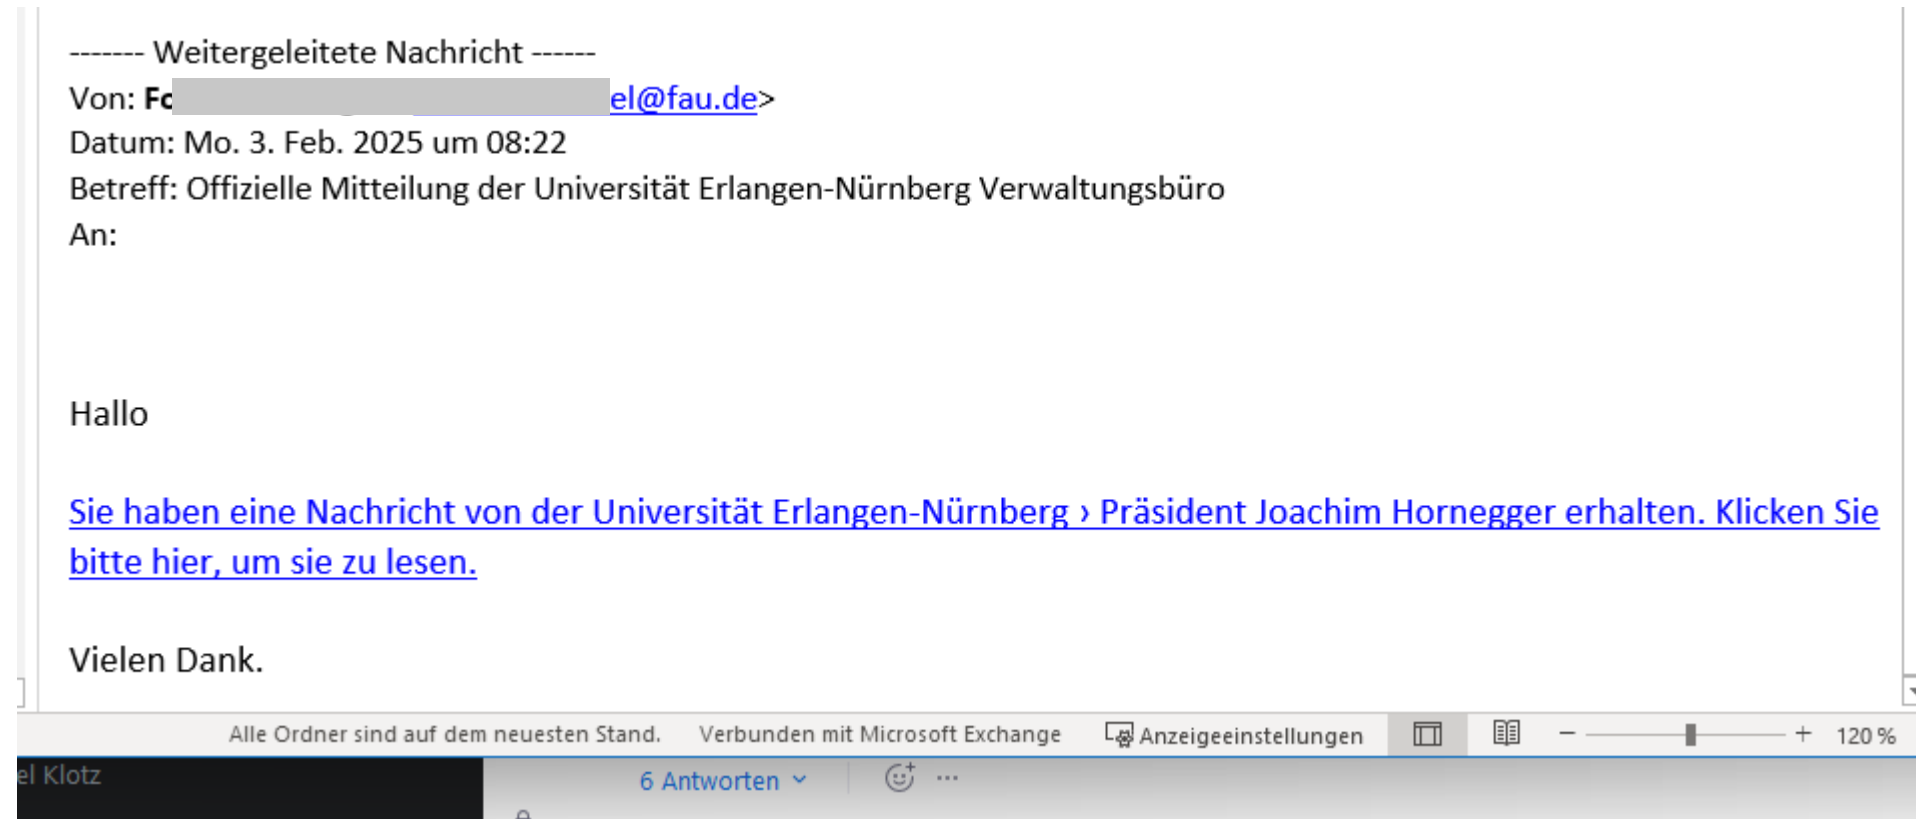 ------- Weitergeleitete Nachricht ------
Von: Fo el@fau.de>
Datum: Mo. 3. Feb. 2025 um 08:22
Betreff: Offizielle Mitteilung der Universität Erlangen-Nürnberg Verwaltungsbüro
An:
Hallo
Sie haben eine Nachricht von der Universität Erlangen-Nürnberg › Präsident Joachim Hornegger erhalten. Klicken Sie
bitte hier, um sie zu lesen.
Vielen Dank.
Alle Ordner sind auf dem neuesten Stand. Verbunden mit Microsoft Exchange Anzeigeeinstellungen 120 %
el Klotz 6 Antworten